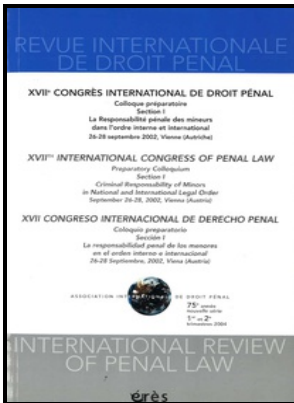 REVUE INTERNATIONALE
DE DROIT PENAL
XVIIe CONGRÈS INTERNATIONAL DE DROIT PÉNAL
Colloque préparatoire
Section I
La Responsabilité pénale des mineurs
dans l'ordre interne et international
26-28 septembre 2002, Vienne (Autriche)
XVIITH INTERNATIONAL CONGRESS OF PENAL LAW
Preparatory Colloquium
Section I
Criminal Responsability of Minors
in National and International Legal Order
September 26-28, 2002, Vienna (Austria)
XVII CONGRESO INTERNACIONAL DE DERECHO PENAL
Coloquio preparatorio
Sección I
La responsabilidad penal de los menores
en el orden interno e internacional
26-28 Septiembre, 2002, Viena (Austria)
ASSOCIATION INTERNATIONALE DE DROIT PÉNAL
75e année
nouvelle série
1er et 2e
trimestres 2004
INTERNATIONAL REVIEW
OF PENAL LAW
érès